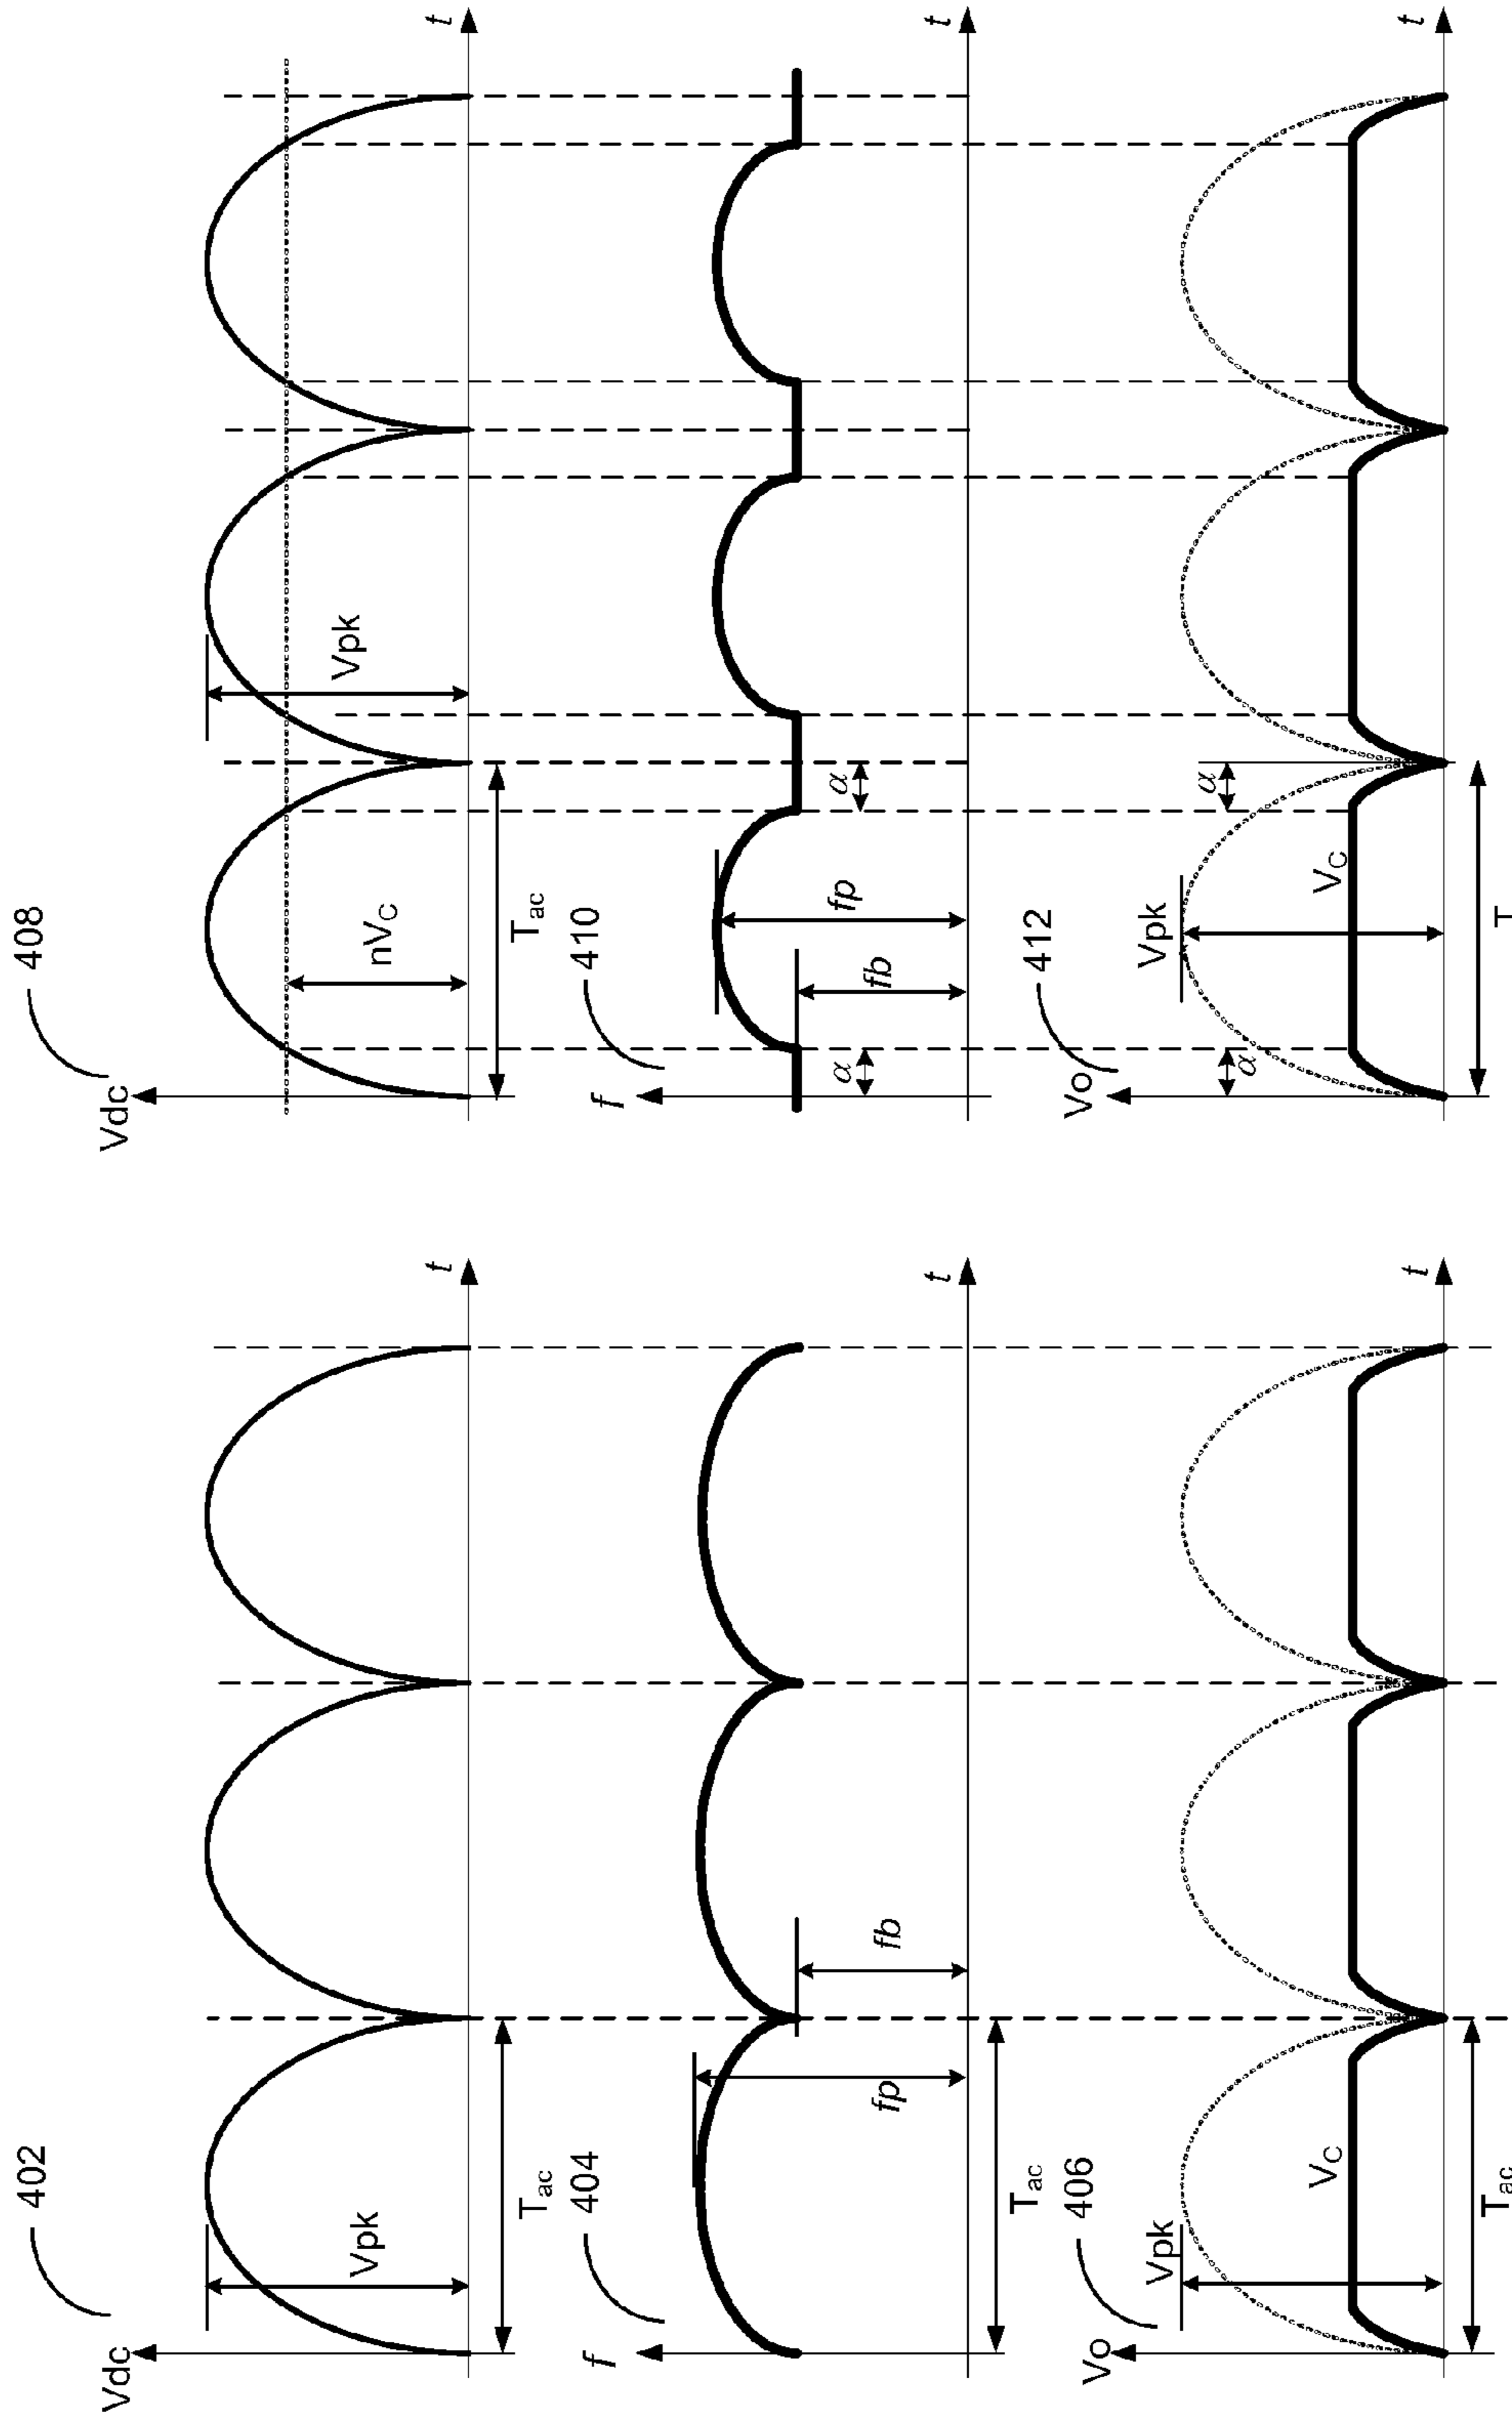 402
Vdc
Vpk
t
Tac
404
f
fp
fb
t
Tac
406
Vo
Vpk
VC
t
Tac
408
Vdc
nVC
Vpk
t
Tac
410
f
α
fb
fp
α
t
412
Vo
α
Vpk
VC
α
t
T